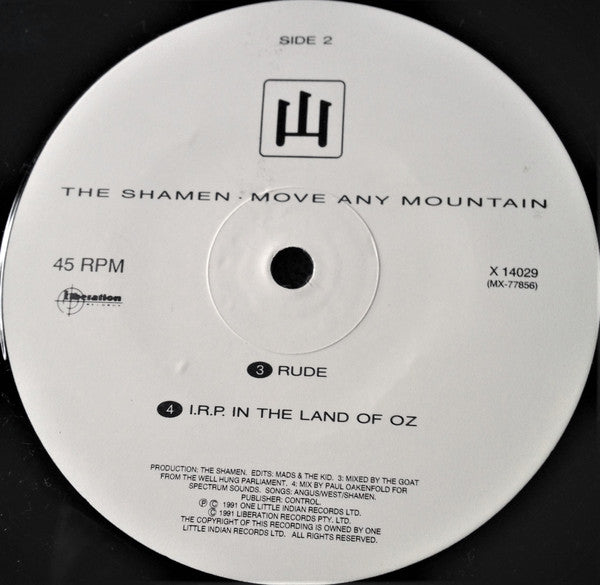 SIDE 2
山
THE SHAMEN · MOVE ANY MOUNTAIN
45 RPM
X 14029
(MX-77856)
Liberation
RECORDS
3 RUDE
4 I.R.P. IN THE LAND OF OZ
PRODUCTION: THE SHAMEN. EDITS: MADS & THE KID. 3: MIXED BY THE GOAT
FROM THE WELL HUNG PARLIAMENT. 4: MIX BY PAUL OAKENFOLD FOR
SPECTRUM SOUNDS. SONGS: ANGUS/WEST/SHAMEN.
PUBLISHER: CONTROL.
℗ © 1991 ONE LITTLE INDIAN RECORDS LTD.
© 1991 LIBERATION RECORDS PTY. LTD.
THE COPYRIGHT OF THIS RECORDING IS OWNED BY ONE
LITTLE INDIAN RECORDS LTD. ALL RIGHTS RESERVED.